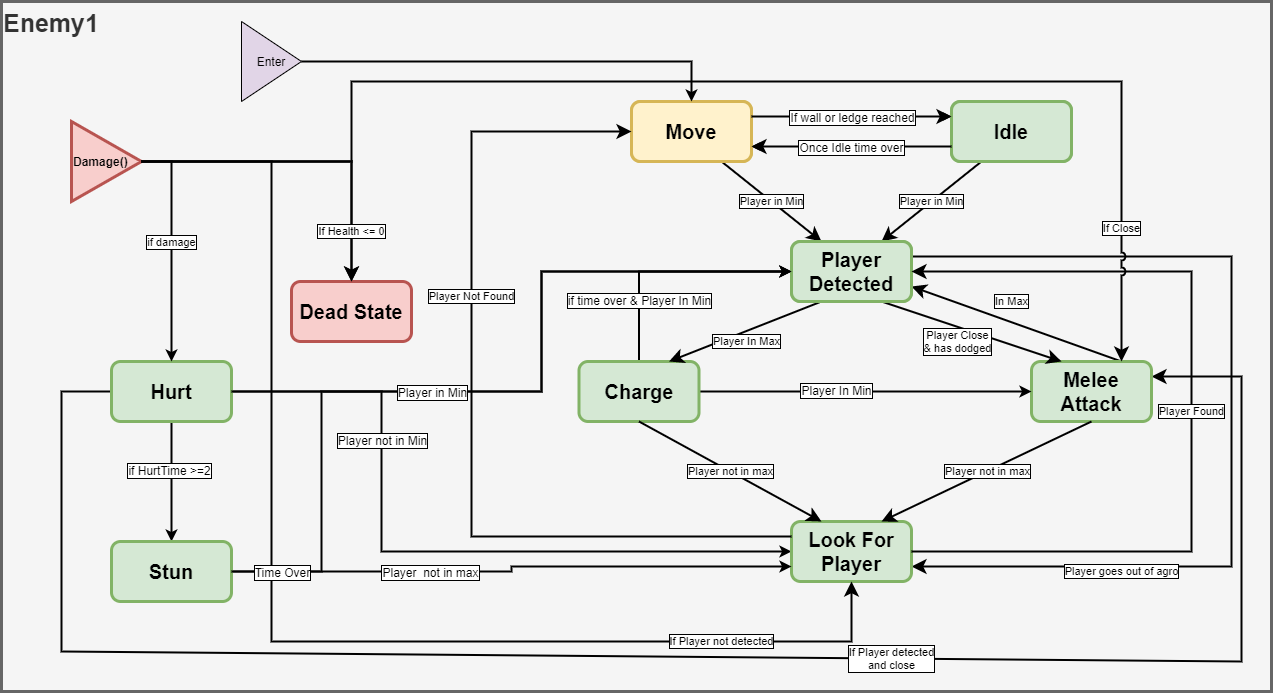 Enemy1
Enter
Damage()
Move
If wall or ledge reached
Idle
Once Idle time over
Player in Min
Player in Min
if damage
If Health <= 0
If Close
Player
Detected
Dead State
Player Not Found
if time over & Player In Min
In Max
Player In Max
Player Close
& has dodged
Hurt
Player in Min
Charge
Player In Min
Melee
Attack
Player Found
Player not in Min
if HurtTime >=2
Player not in max
Player not in max
Look For
Player
Stun
Time Over
Player  not in max
Player goes out of agro
If Player not detected
If Player detected
and close